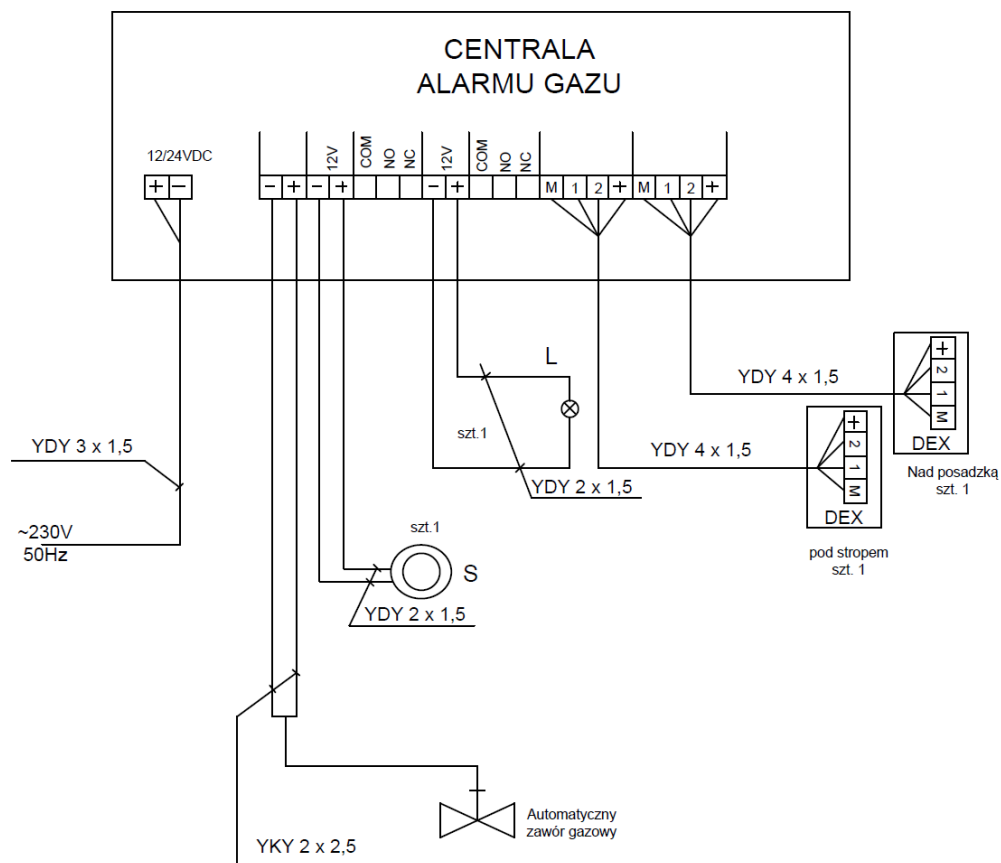 CENTRALA
ALARMU GAZU
12/24VDC
12V
COM
NO
NC
12V
COM
NO
NC
+ −
− + − +
− +
M 1 2 +
M 1 2 +
L
szt.1
YDY 2 x 1,5
YDY 4 x 1,5
+ 2 1 M
DEX
Nad posadzką
szt. 1
YDY 4 x 1,5
+ 2 1 M
DEX
pod stropem
szt. 1
YDY 3 x 1,5
~230V
50Hz
szt.1
S
YDY 2 x 1,5
Automatyczny
zawór gazowy
YKY 2 x 2,5